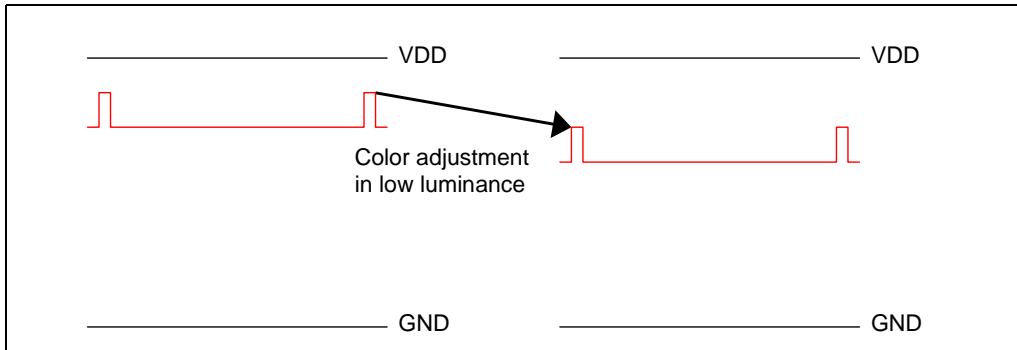 VDD
VDD
Color adjustment
in low luminance
GND
GND